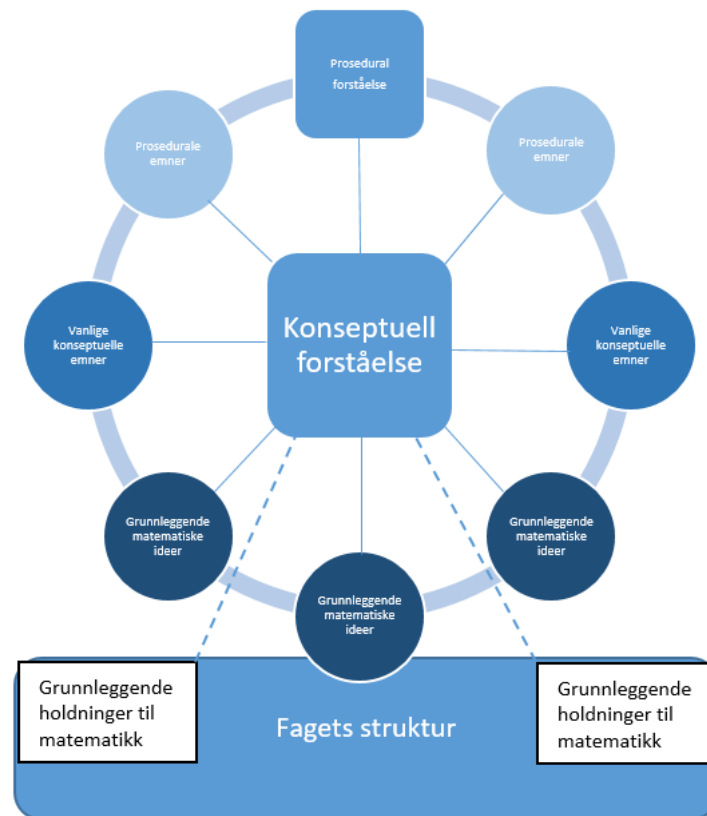 Prosedural
forståelse
Prosedurale
emner
Prosedurale
emner
Konseptuell
forståelse
Vanlige
konseptuelle
emner
Vanlige
konseptuelle
emner
Grunnleggende
matematiske
ideer
Grunnleggende
matematiske
ideer
Grunnleggende
matematiske
ideer
Grunnleggende
holdninger til
matematikk
Fagets struktur
Grunnleggende
holdninger til
matematikk